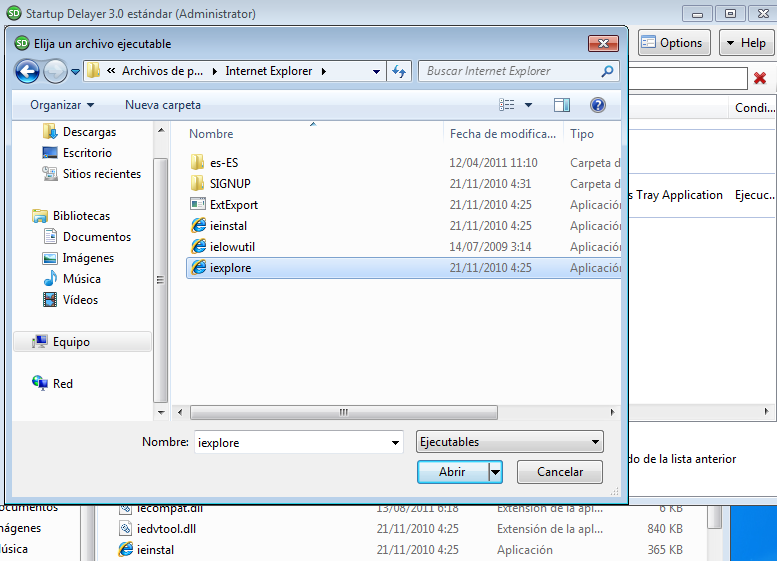 Startup Delayer 3.0 estándar (Administrator)
Elija un archivo ejecutable
Options
Help
« Archivos de p... Internet Explorer
Buscar Internet Explorer
Organizar
Nueva carpeta
Condi...
Descargas
Escritorio
Sitios recientes
Bibliotecas
Documentos
Imágenes
Música
Vídeos
Equipo
Red
Nombre Fecha de modifica... Tipo
es-ES 12/04/2011 11:10 Carpeta d
SIGNUP 21/11/2010 4:31 Carpeta d
ExtExport 21/11/2010 4:25 Aplicación
ieinstal 21/11/2010 4:25 Aplicación
ielowutil 14/07/2009 3:14 Aplicación
iexplore 21/11/2010 4:25 Aplicación
s Tray Application Ejecuc...
Nombre: iexplore
Ejecutables
Abrir
Cancelar
do de la lista anterior
ocumentos
mágenes
úsica
iecompat.dll 13/08/2011 6:18 Extensión de la apl... 6 KB
iedvtool.dll 21/11/2010 4:25 Extensión de la apl... 840 KB
ieinstal 21/11/2010 4:25 Aplicación 365 KB